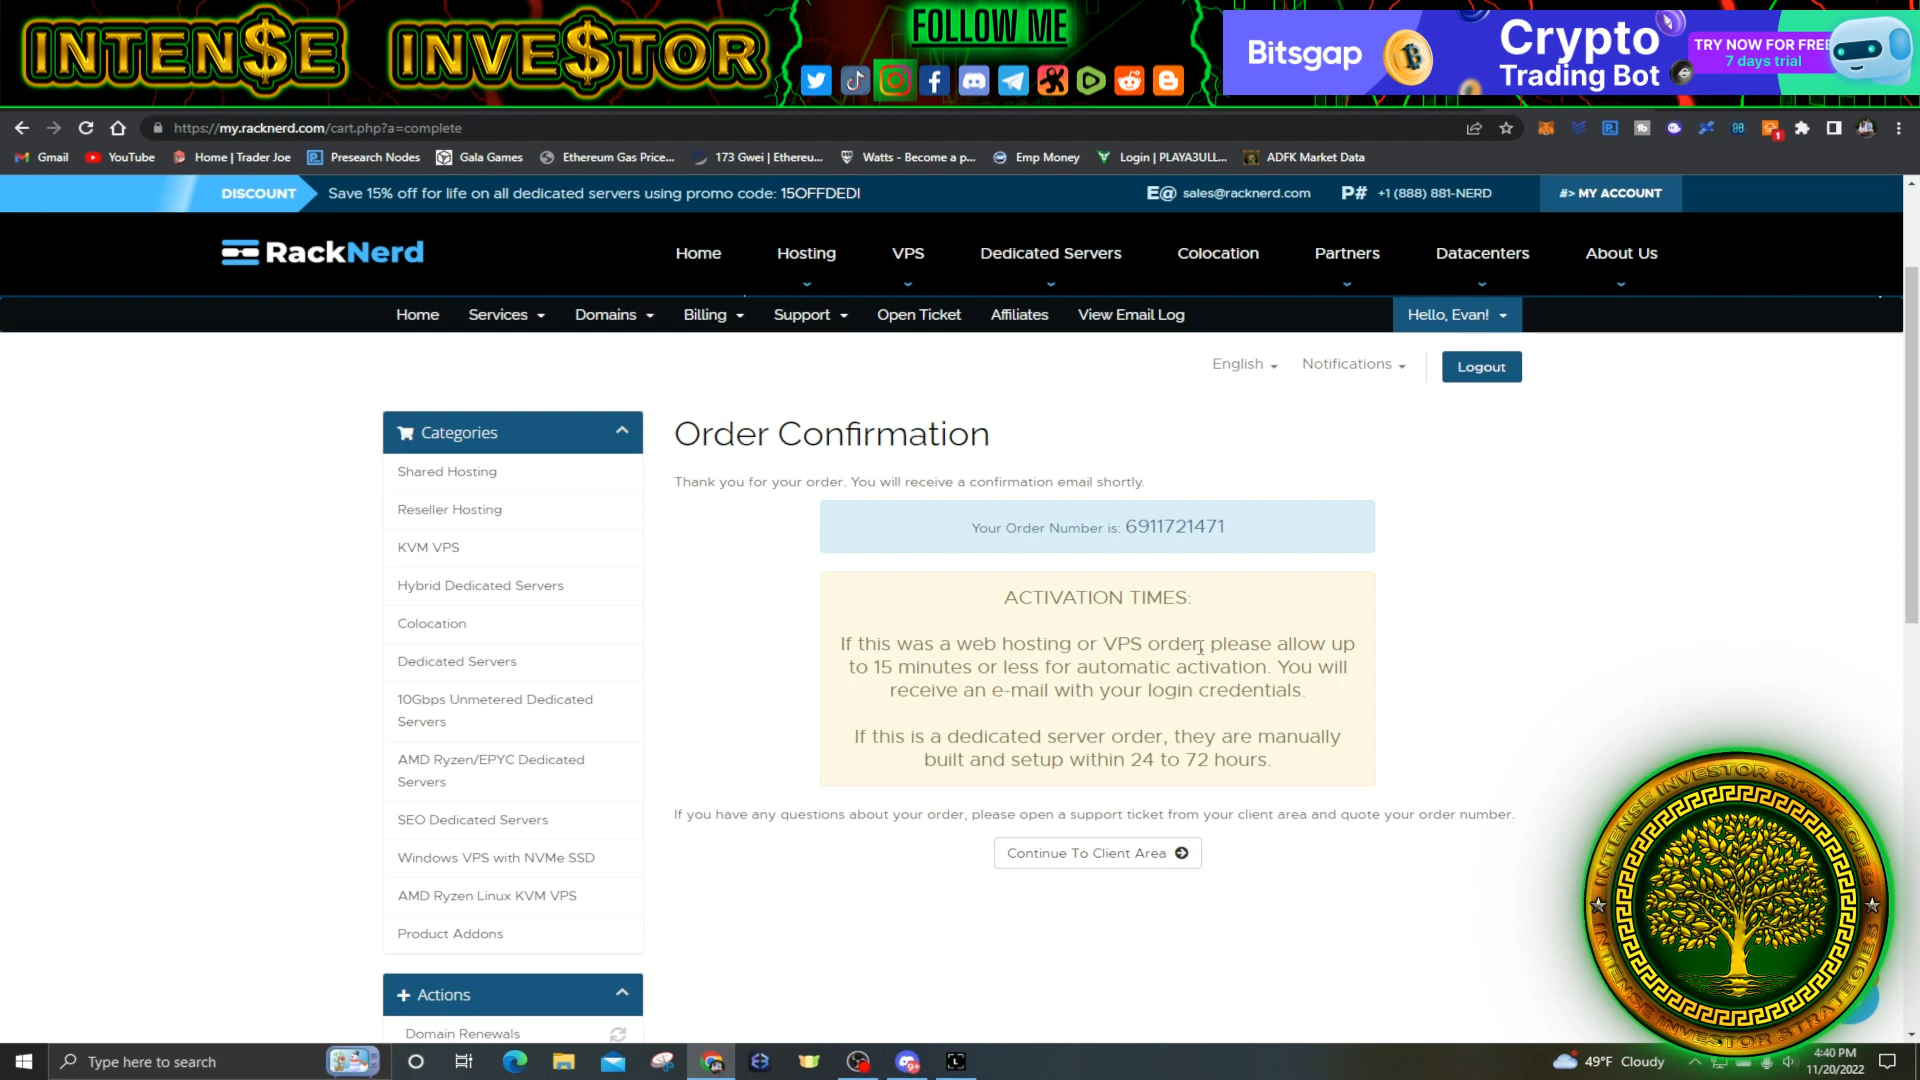 INTEN$E INVE$TOR
FOLLOW ME
Bitsgap
Crypto
Trading Bot
TRY NOW FOR FREE
7 days trial
https://my.racknerd.com/cart.php?a=complete
1
Gmail
YouTube
Home | Trader Joe
Presearch Nodes
Gala Games
Ethereum Gas Price...
173 Gwei | Ethereu...
Watts - Become a p...
Emp Money
Login | PLAYA3ULL...
ADFK Market Data
DISCOUNT
Save 15% off for life on all dedicated servers using promo code: 15OFFDEDI
E@ sales@racknerd.com
P# +1 (888) 881-NERD
#> MY ACCOUNT
RackNerd
Home
Hosting
VPS
Dedicated Servers
Colocation
Partners
Datacenters
About Us
Home
Services
Domains
Billing
Support
Open Ticket
Affiliates
View Email Log
Hello, Evan!
English
Notifications
Logout
Categories
Shared Hosting
Reseller Hosting
KVM VPS
Hybrid Dedicated Servers
Colocation
Dedicated Servers
10Gbps Unmetered Dedicated
Servers
AMD Ryzen/EPYC Dedicated
Servers
SEO Dedicated Servers
Windows VPS with NVMe SSD
AMD Ryzen Linux KVM VPS
Product Addons
Actions
Domain Renewals
Order Confirmation
Thank you for your order. You will receive a confirmation email shortly.
Your Order Number is: 6911721471
ACTIVATION TIMES:
If this was a web hosting or VPS order, please allow up
to 15 minutes or less for automatic activation. You will
receive an e-mail with your login credentials.
If this is a dedicated server order, they are manually
built and setup within 24 to 72 hours.
If you have any questions about your order, please open a support ticket from your client area and quote your order number.
Continue To Client Area
INTENSE INVESTOR STRATEGIES
INTENSE INVESTOR STRATEGIES
Type here to search
9+
49°F Cloudy
4:40 PM
11/20/2022